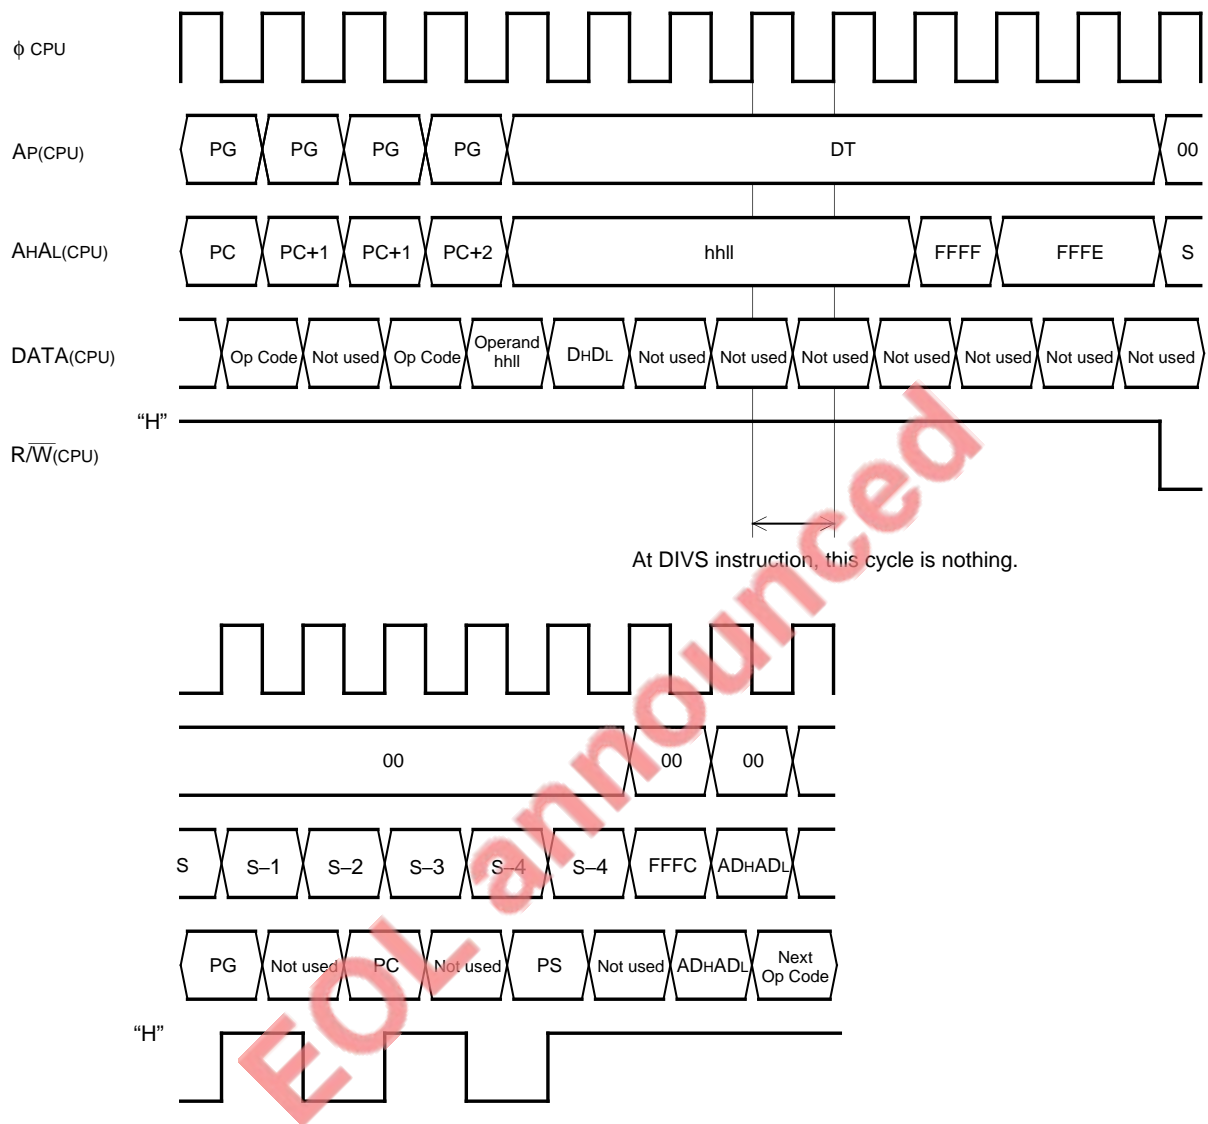 ϕ CPU
AP(CPU) PG PG PG PG DT 00
AHAL(CPU) PC PC+1 PC+1 PC+2 hhll FFFF FFFE S
DATA(CPU) Op Code Not used Op Code Operand hhll DHDL Not used Not used Not used Not used Not used Not used Not used
“H”
R/W̅(CPU)
At DIVS instruction, this cycle is nothing.
00 00 00
S S–1 S–2 S–3 S–4 S–4 FFFC ADHADL
PG Not used PC Not used PS Not used ADHADL Next Op Code
“H”
EOL announced